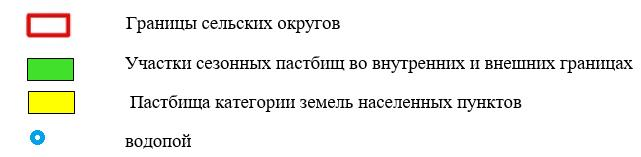 Границы сельских округов
Участки сезонных пастбищ во внутренних и внешних границах
Пастбища категории земель населенных пунктов
водопой